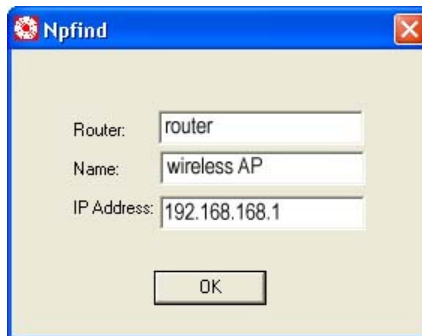 Npfind
Router: router
Name: wireless AP
IP Address: 192.168.168.1
OK